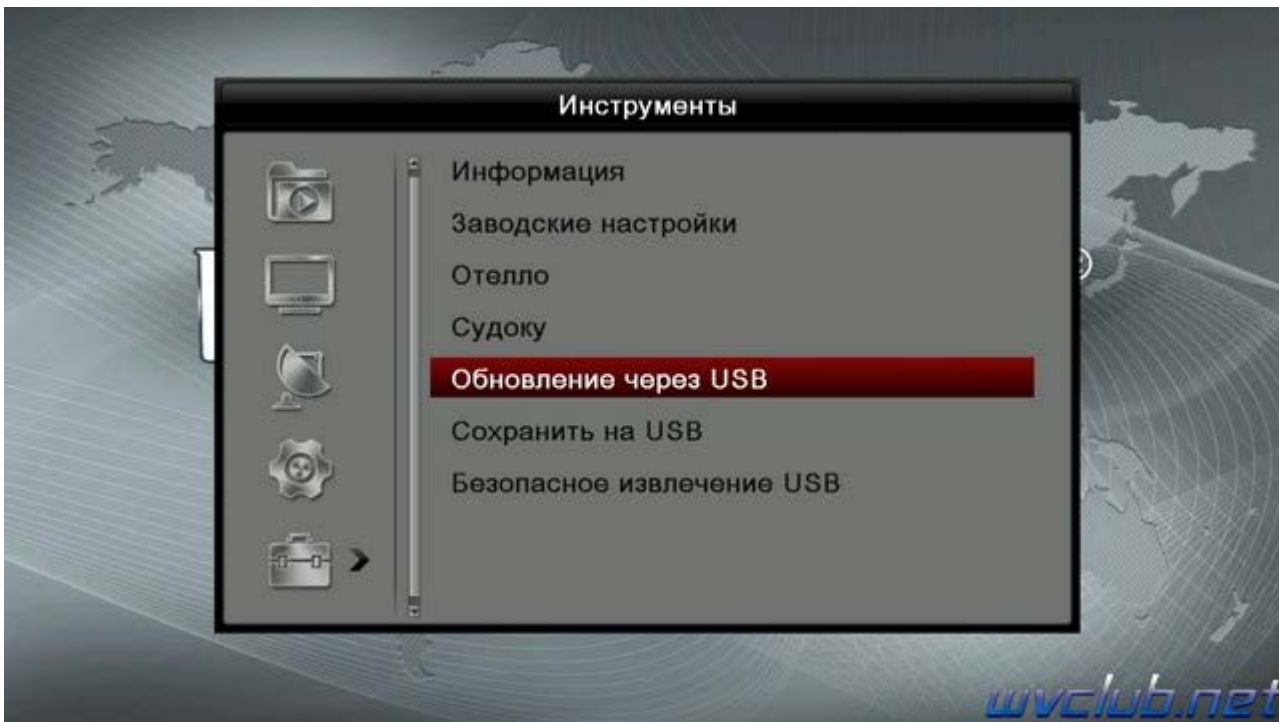 Инструменты
Информация
Заводские настройки
Отелло
Судоку
Обновление через USB
Сохранить на USB
Безопасное извлечение USB
wvclub.net